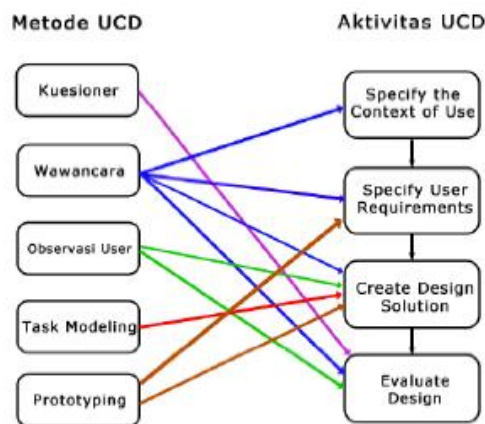 Metode UCD
Kuesioner
Wawancara
Observasi User
Task Modeling
Prototyping
Aktivitas UCD
Specify the
Context of Use
Specify User
Requirements
Create Design
Solution
Evaluate
Design